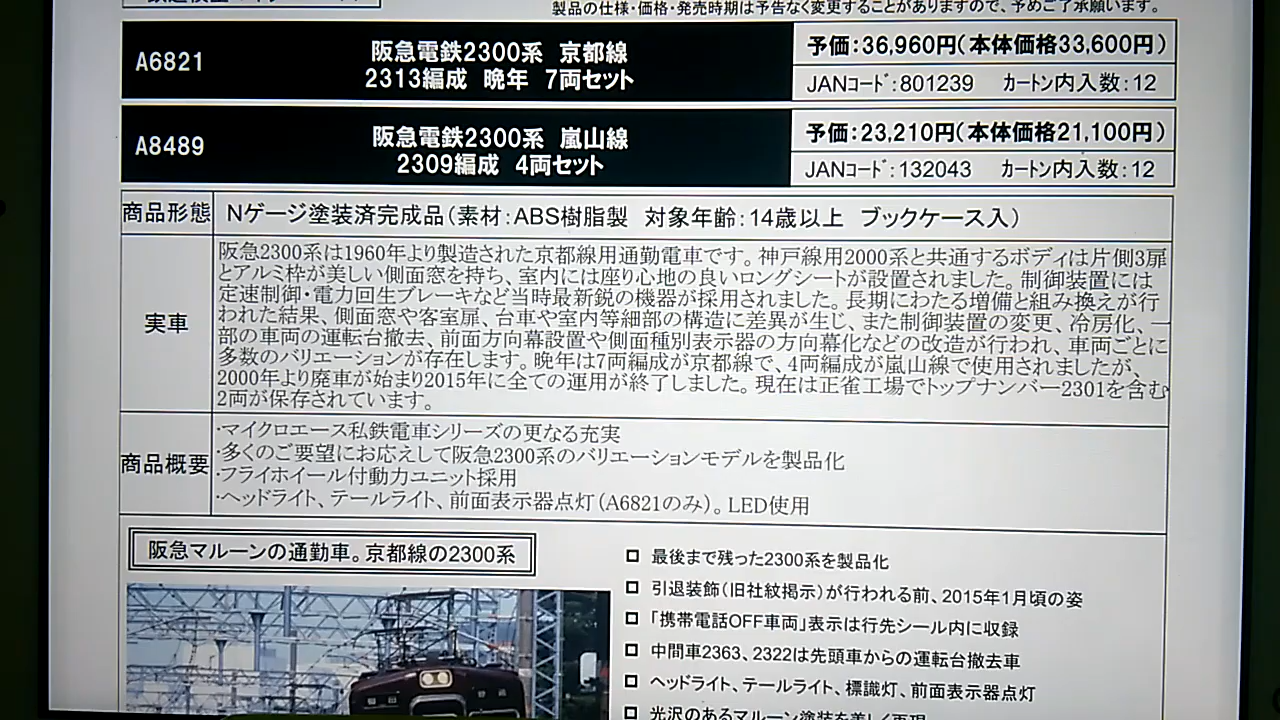 製品の仕様・価格・発売時期は予告なく変更することがありますので、予めご了承願います。
A6821
阪急電鉄2300系 京都線
2313編成 晩年 7両セット
予価:36,960円(本体価格33,600円)
JANコード:801239 カートン内入数:12
A8489
阪急電鉄2300系 嵐山線
2309編成 4両セット
予価:23,210円(本体価格21,100円)
JANコード:132043 カートン内入数:12
商品形態
Nゲージ塗装済完成品(素材:ABS樹脂製 対象年齢:14歳以上 ブックケース入)
実車
阪急2300系は1960年より製造された京都線用通勤電車です。神戸線用2000系と共通するボディは片側3扉
とアルミ枠が美しい側面窓を持ち、室内には座り心地の良いロングシートが設置されました。制御装置には
定速制御・電力回生ブレーキなど当時最新鋭の機器が採用されました。長期にわたる増備と組み換えが行
われた結果、側面窓や客室扉、台車や室内等細部の構造に差異が生じ、また制御装置の変更、冷房化、一
部の車両の運転台撤去、前面方向幕設置や側面種別表示器の方向幕化などの改造が行われ、車両ごとに
多数のバリエーションが存在します。晩年は7両編成が京都線で、4両編成が嵐山線で使用されましたが、
2000年より廃車が始まり2015年に全ての運用が終了しました。現在は正雀工場でトップナンバー2301を含む
2両が保存されています。
商品概要
・マイクロエース私鉄電車シリーズの更なる充実
・多くのご要望にお応えして阪急2300系のバリエーションモデルを製品化
・フライホイール付動力ユニット採用
・ヘッドライト、テールライト、前面表示器点灯(A6821のみ)。LED使用
阪急マルーンの通勤車。京都線の2300系
□ 最後まで残った2300系を製品化
□ 引退装飾(旧社紋掲示)が行われる前、2015年1月頃の姿
□ 「携帯電話OFF車両」表示は行先シール内に収録
□ 中間車2363、2322は先頭車からの運転台撤去車
□ ヘッドライト、テールライト、標識灯、前面表示器点灯
□ 光沢のあるマルーン塗装を美しく再現